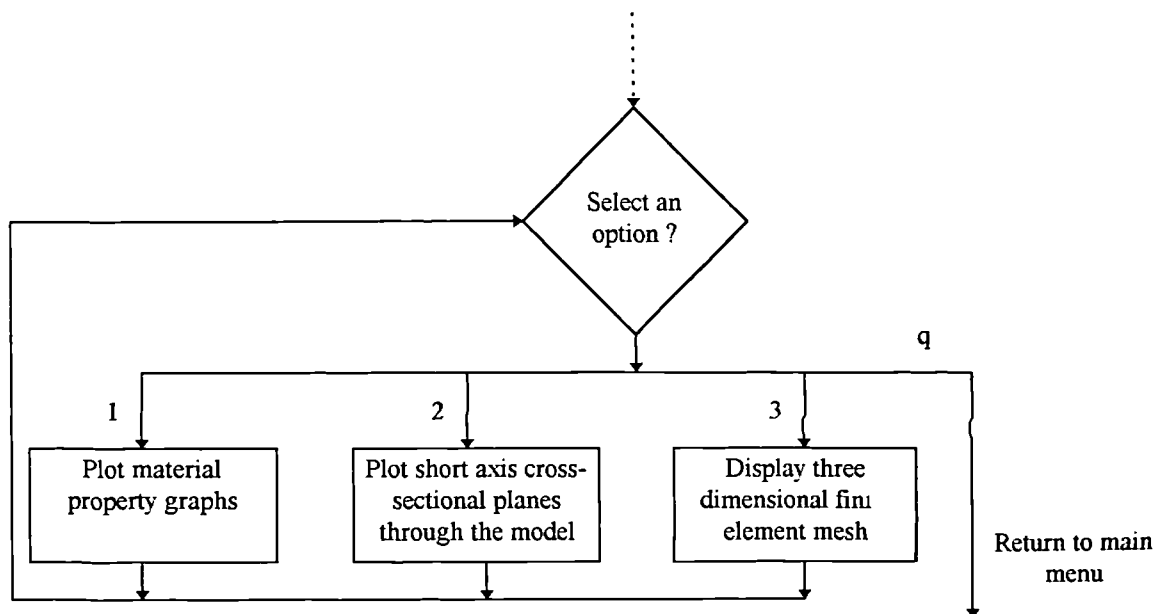 Select an
option ?
q
1
2
3
Plot material
property graphs
Plot short axis cross-
sectional planes
through the model
Display three
dimensional fini
element mesh
Return to main
menu